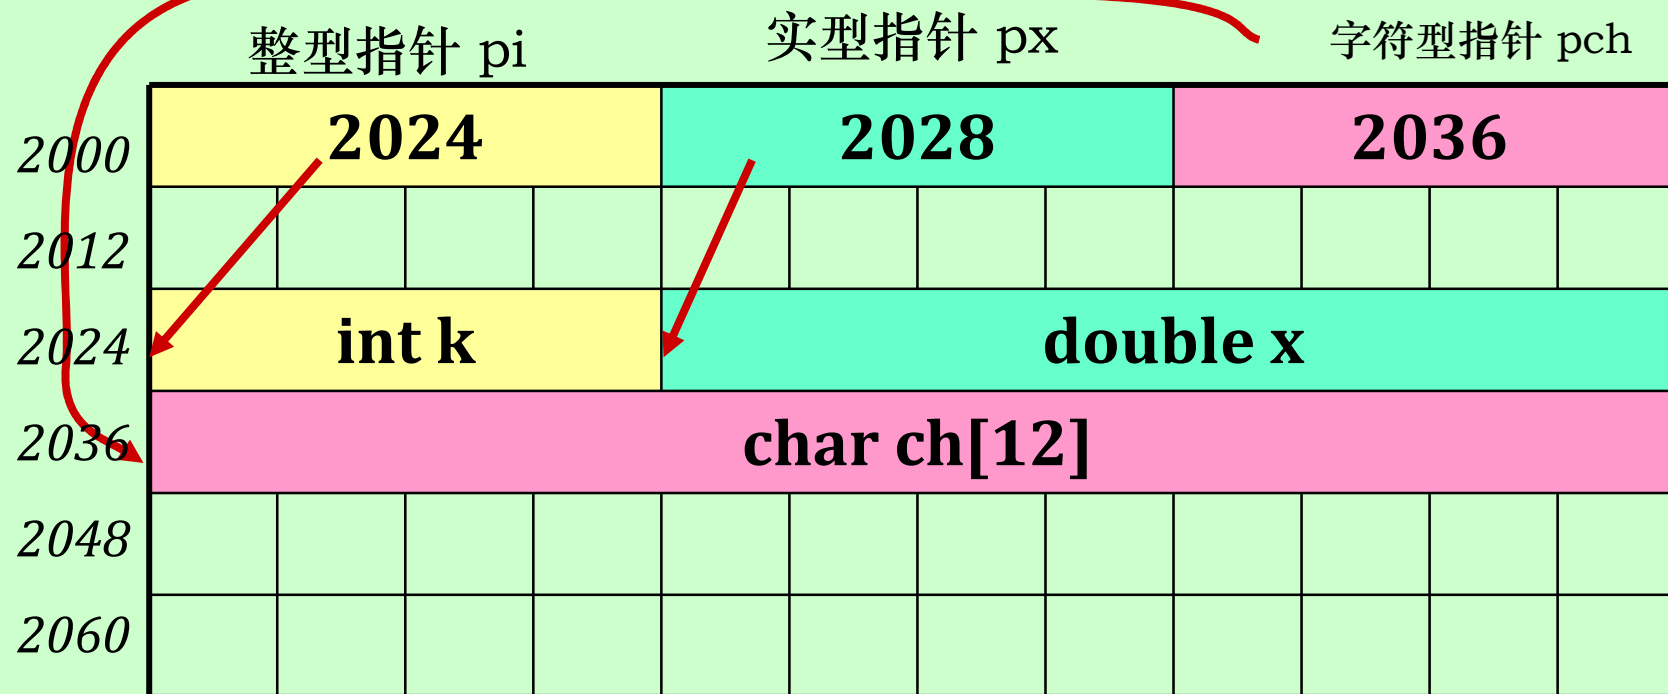 整型指针 pi 实型指针 px 字符型指针 pch
2000 2024 2028 2036
2012
2024 int k double x
2036 char ch[12]
2048
2060